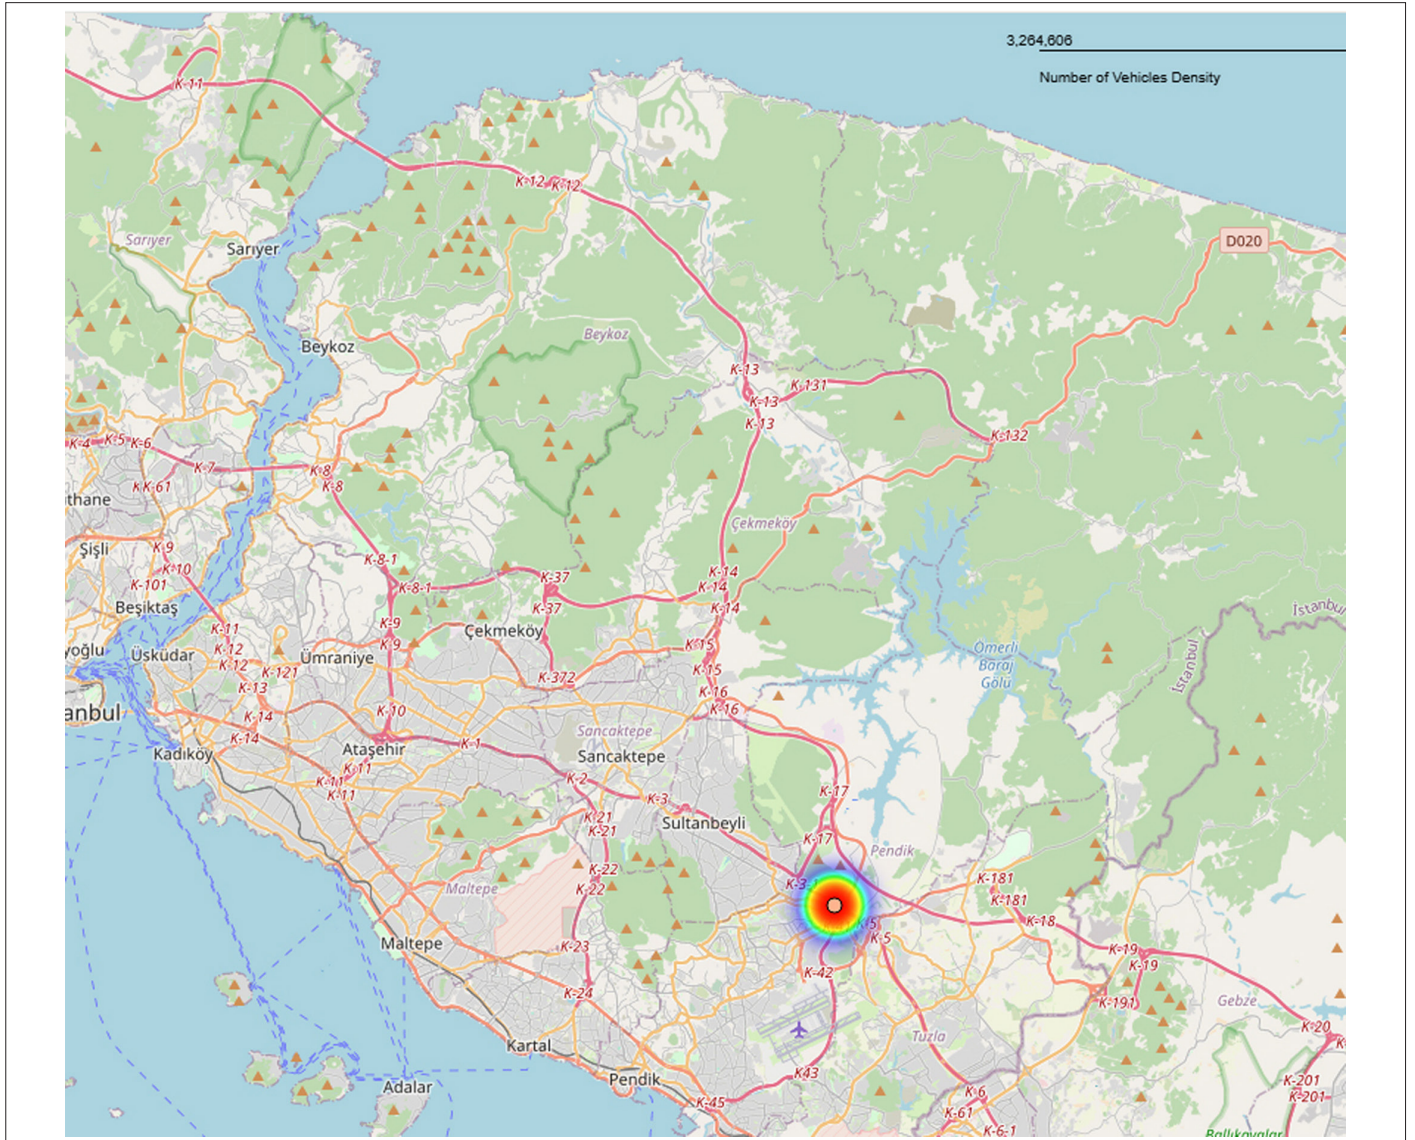 3,264,606
Number of Vehicles Density
K-11
K-12
K-12
D020
Sarıyer
Sarıyer
Beykoz
Beykoz
K-13
K-131
K-13
K-13
K-132
K-4
K-5
K-6
K-7
K-8
K-8
K-61
thane
Çekmeköy
Şişli
K-9
K-10
K-101
K-8-1
K-8-1
K-37
K-37
K-14
K-14
K-14
Beşiktaş
K-11
K-9
K-9
Çekmeköy
K-12
K-12
K-121
yoğlu
Üsküdar
Ümraniye
K-15
K-15
K-372
Ömerli
Baraj
Gölü
İstanbul
İstanbul
K-13
K-14
K-14
K-10
K-16
K-16
anbul
Sancaktepe
Kadıköy
Ataşehir
K-1
Sancaktepe
K-11
K-11
K-11
K-2
K-3
K-17
K-21
K-21
Sultanbeyli
K-17
Pendik
K-22
K-22
Maltepe
K-181
K-181
K-18
K-5
Maltepe
K-23
K-19
K-19
K-42
K-24
K-191
Gebze
Tuzla
K-20
Kartal
Pendik
K43
Adalar
K-45
K-6
K-61
K-6-1
K-201
K-201
Ballıkayalar